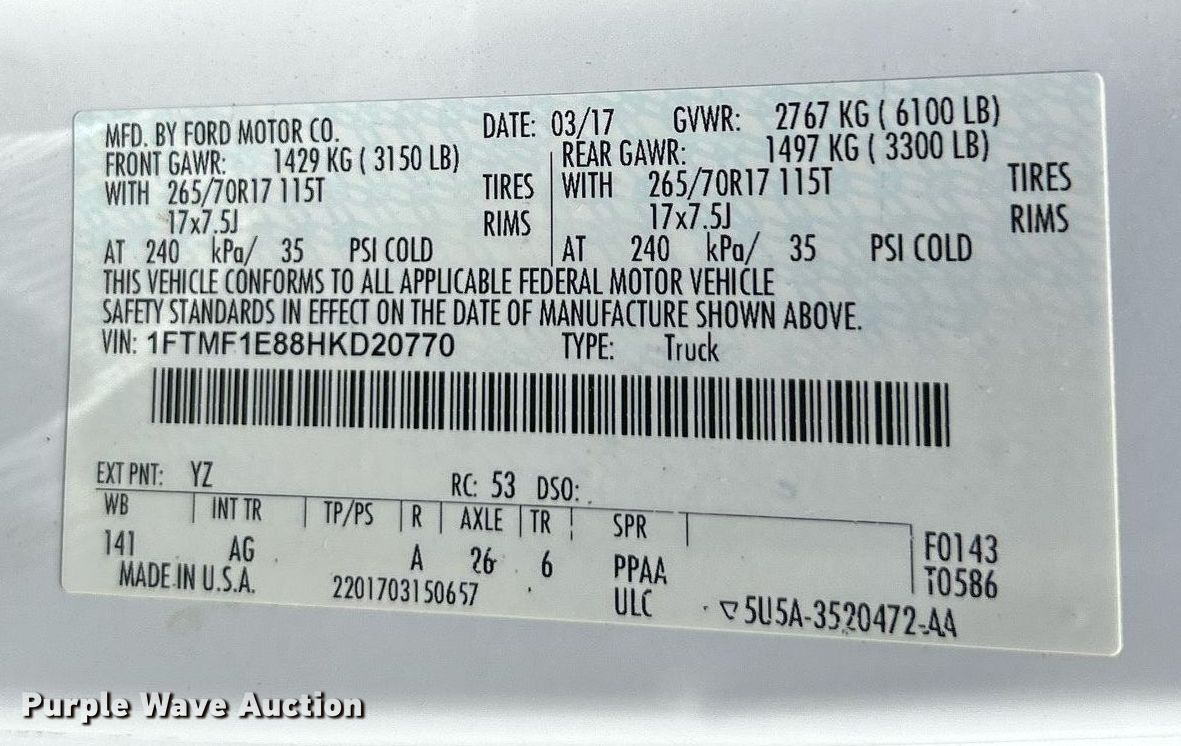 MFD. BY FORD MOTOR CO. DATE: 03/17 GVWR: 2767 KG ( 6100 LB)
FRONT GAWR: 1429 KG ( 3150 LB) REAR GAWR: 1497 KG ( 3300 LB)
WITH 265/70R17 115T TIRES WITH 265/70R17 115T TIRES
17x7.5J RIMS 17x7.5J RIMS
AT 240 kPa/ 35 PSI COLD AT 240 kPa/ 35 PSI COLD
THIS VEHICLE CONFORMS TO ALL APPLICABLE FEDERAL MOTOR VEHICLE
SAFETY STANDARDS IN EFFECT ON THE DATE OF MANUFACTURE SHOWN ABOVE.
VIN: 1FTMF1E88HKD20770 TYPE: Truck
EXT PNT: YZ RC: 53 DSO:
WB INT TR TP/PS R AXLE TR SPR
141 AG A 26 6 PPAA F0143
MADE IN U.S.A. 2201703150657 ULC T0586
5U5A-3520472-AA
Purple Wave Auction